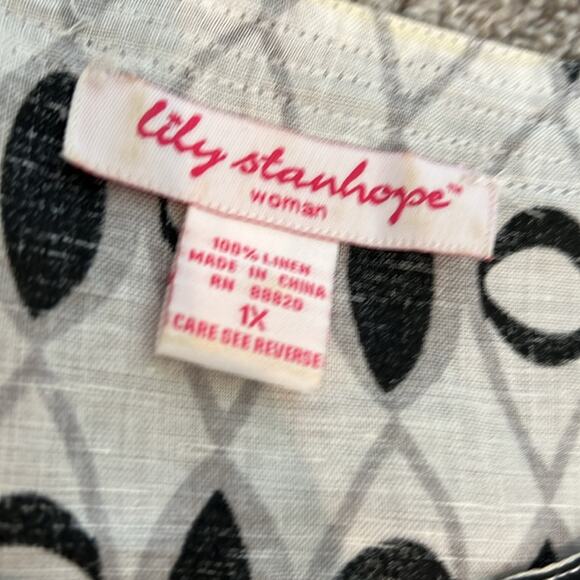 lily stanhope™
woman
100% LINEN
MADE IN CHINA
RN 88820
1X
CARE SEE REVERSE